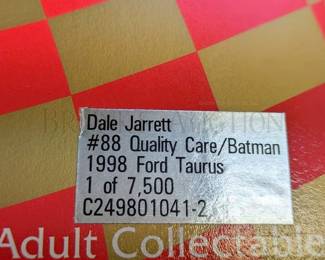 Dale Jarrett
#88 Quality Care/Batman
1998 Ford Taurus
1 of 7,500
C249801041-2
Adult Collectable